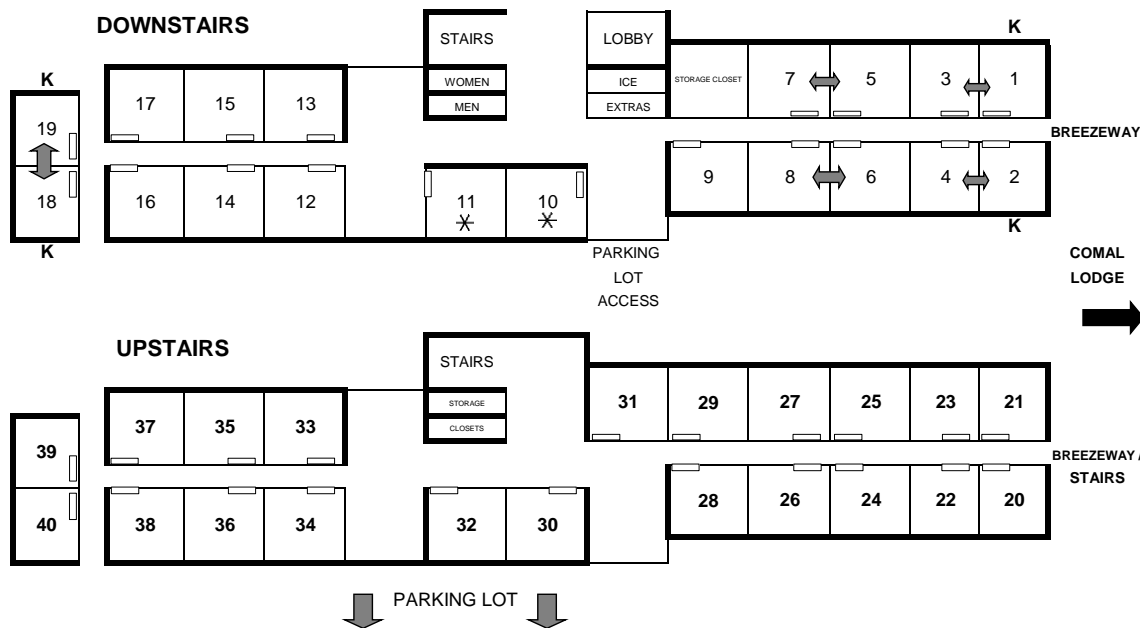 DOWNSTAIRS
K
STAIRS
LOBBY
K
17 15 13
WOMEN
ICE
STORAGE CLOSET
7 5 3 1
MEN
EXTRAS
19
BREEZEWAY
18
16 14 12
11 10
9 8 6 4 2
K
K
PARKING
LOT
ACCESS
COMAL
LODGE
UPSTAIRS
STAIRS
STORAGE
CLOSETS
31 29 27 25 23 21
37 35 33
39
BREEZEWAY /
STAIRS
40
38 36 34
32 30
28 26 24 22 20
PARKING LOT